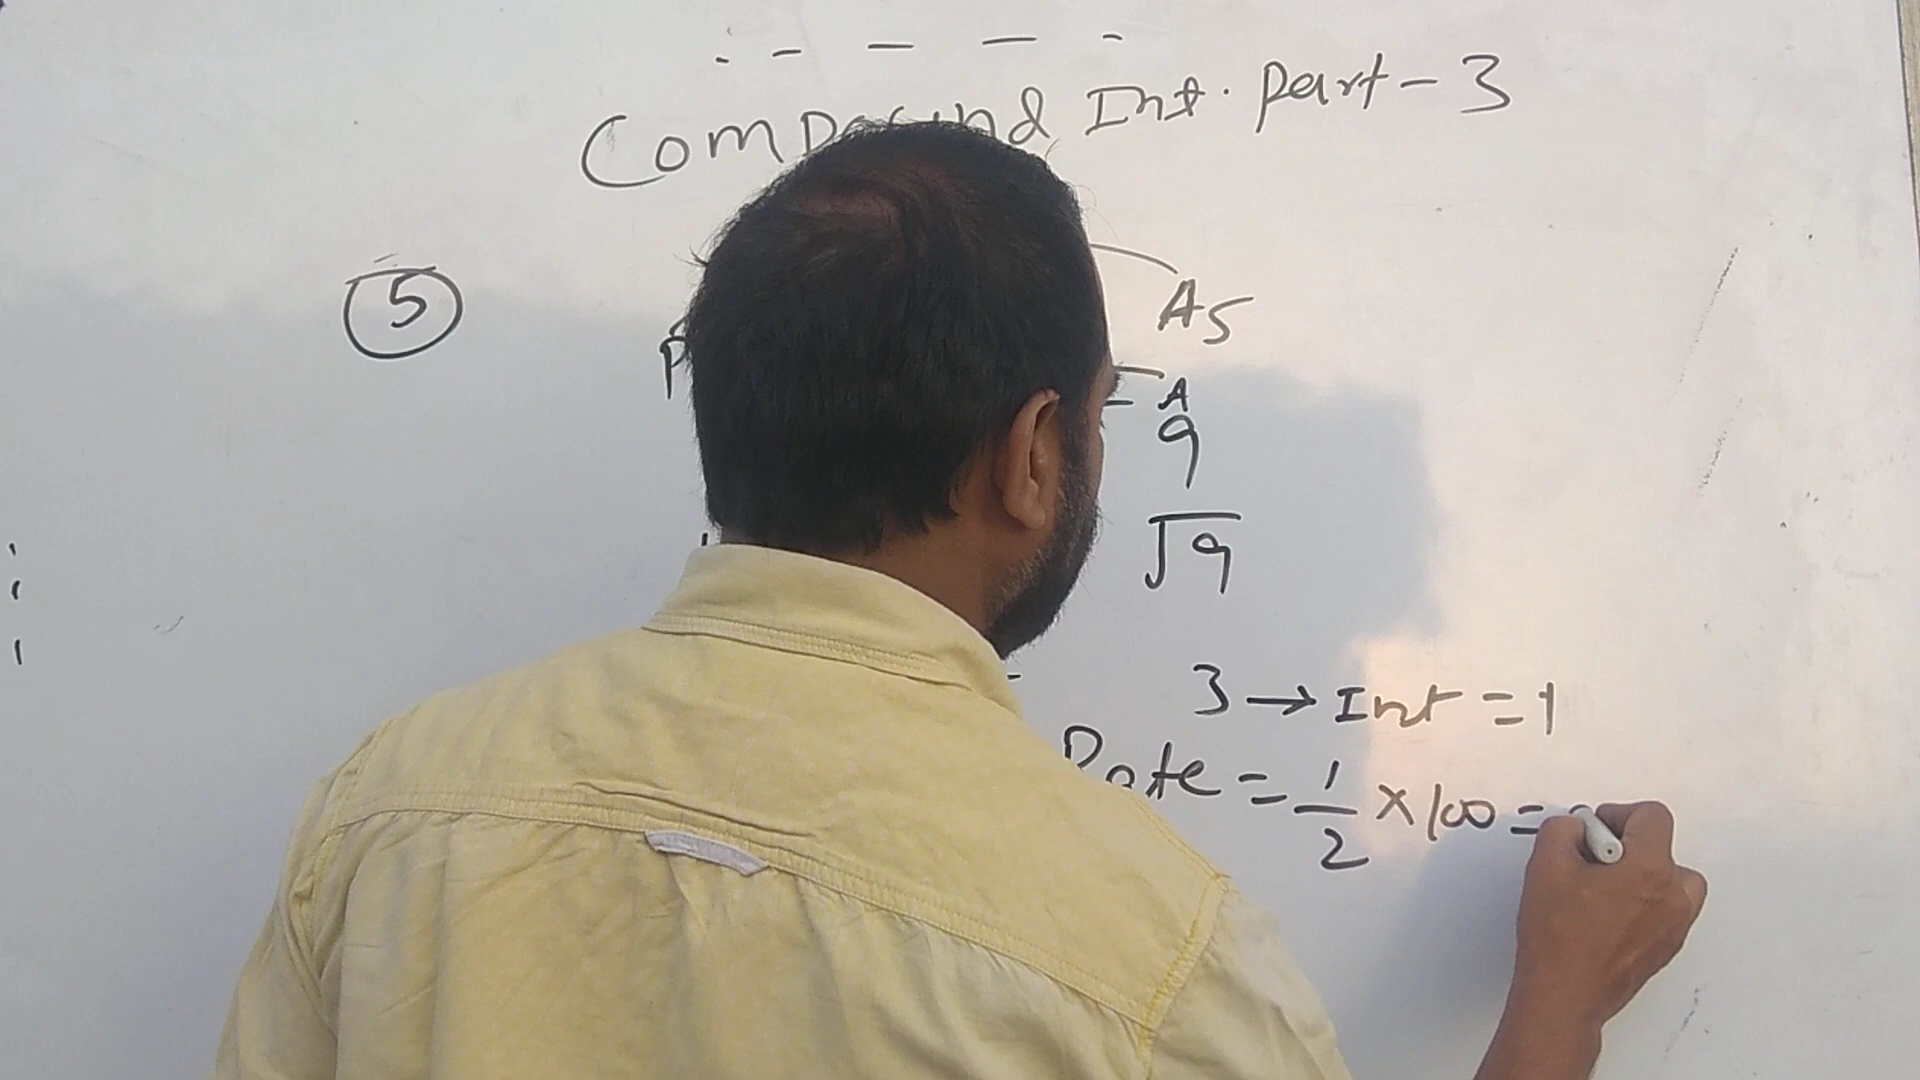 Compound Int. Part-3
5
A5
P
= A
9
√9
3 → Int = 1
Rate = 1/2 × 100 =